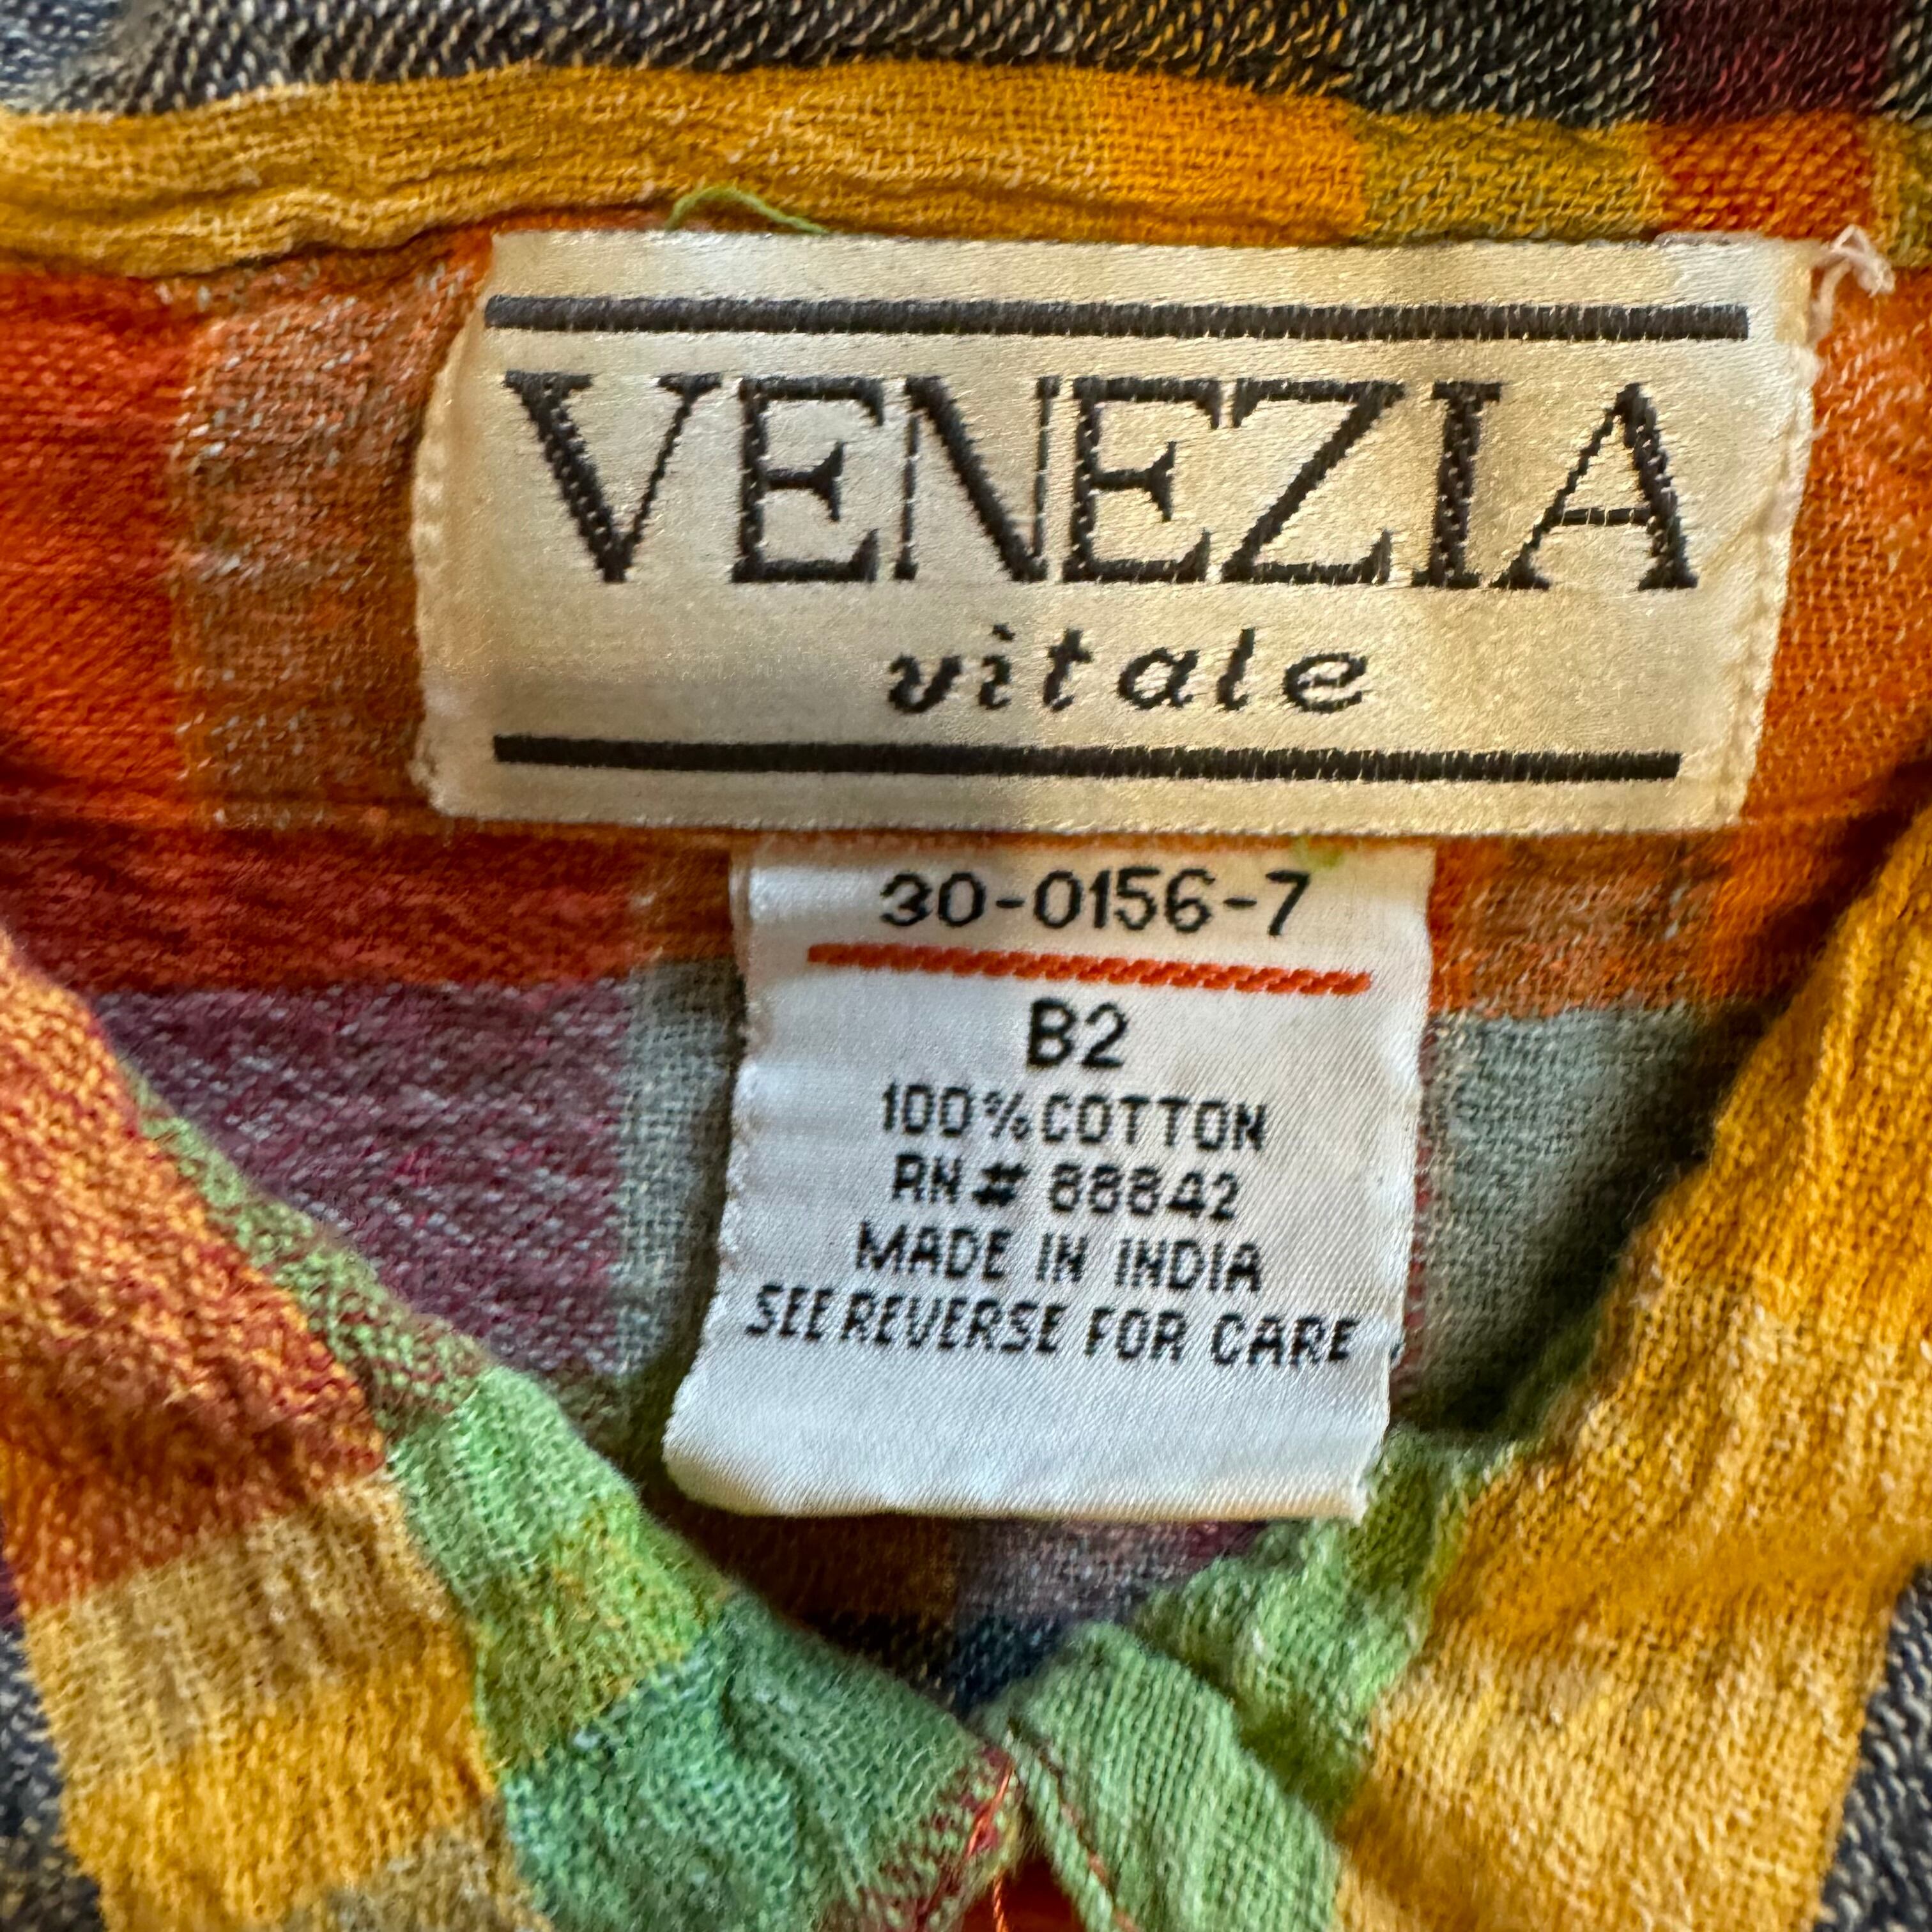 VENEZIA
vitale
30-0156-7
B2
100% COTTON
RN# 88842
MADE IN INDIA
SEE REVERSE FOR CARE